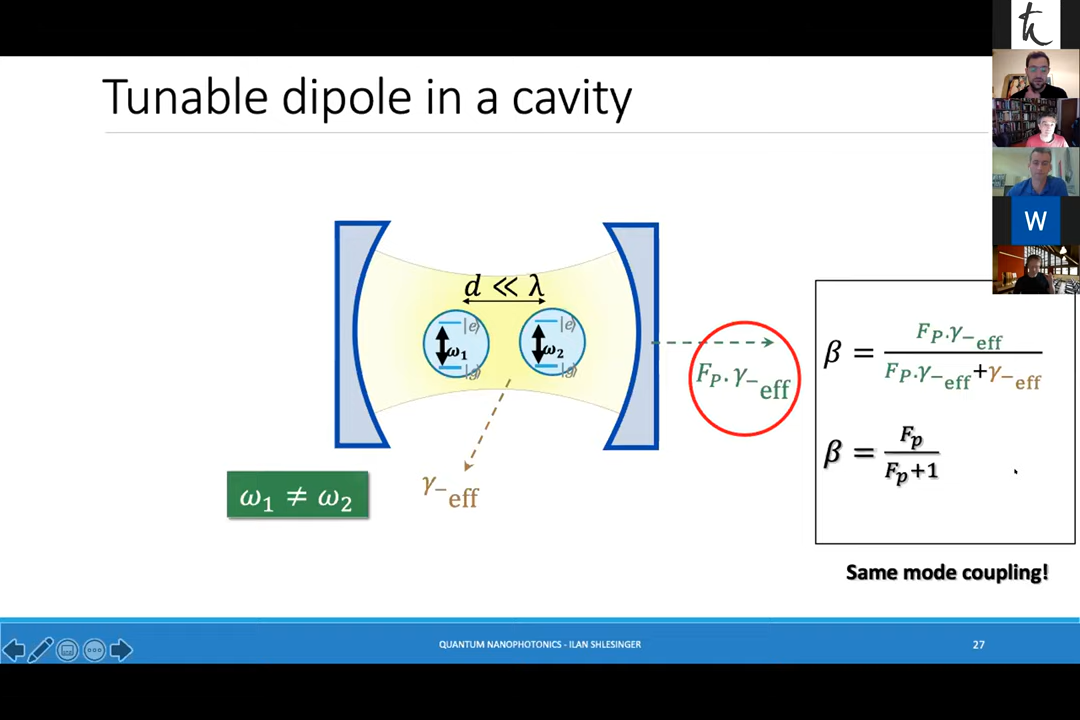 Tunable dipole in a cavity
d ≪ λ
|e⟩
|e⟩
ω₁
ω₂
|g⟩
|g⟩
F_P.γ_−eff
γ_−eff
ω₁ ≠ ω₂
β = F_P.γ_−eff / F_P.γ_−eff+γ_−eff
β = F_p / F_p+1
Same mode coupling!
QUANTUM NANOPHOTONICS - ILAN SHLESINGER
27
W